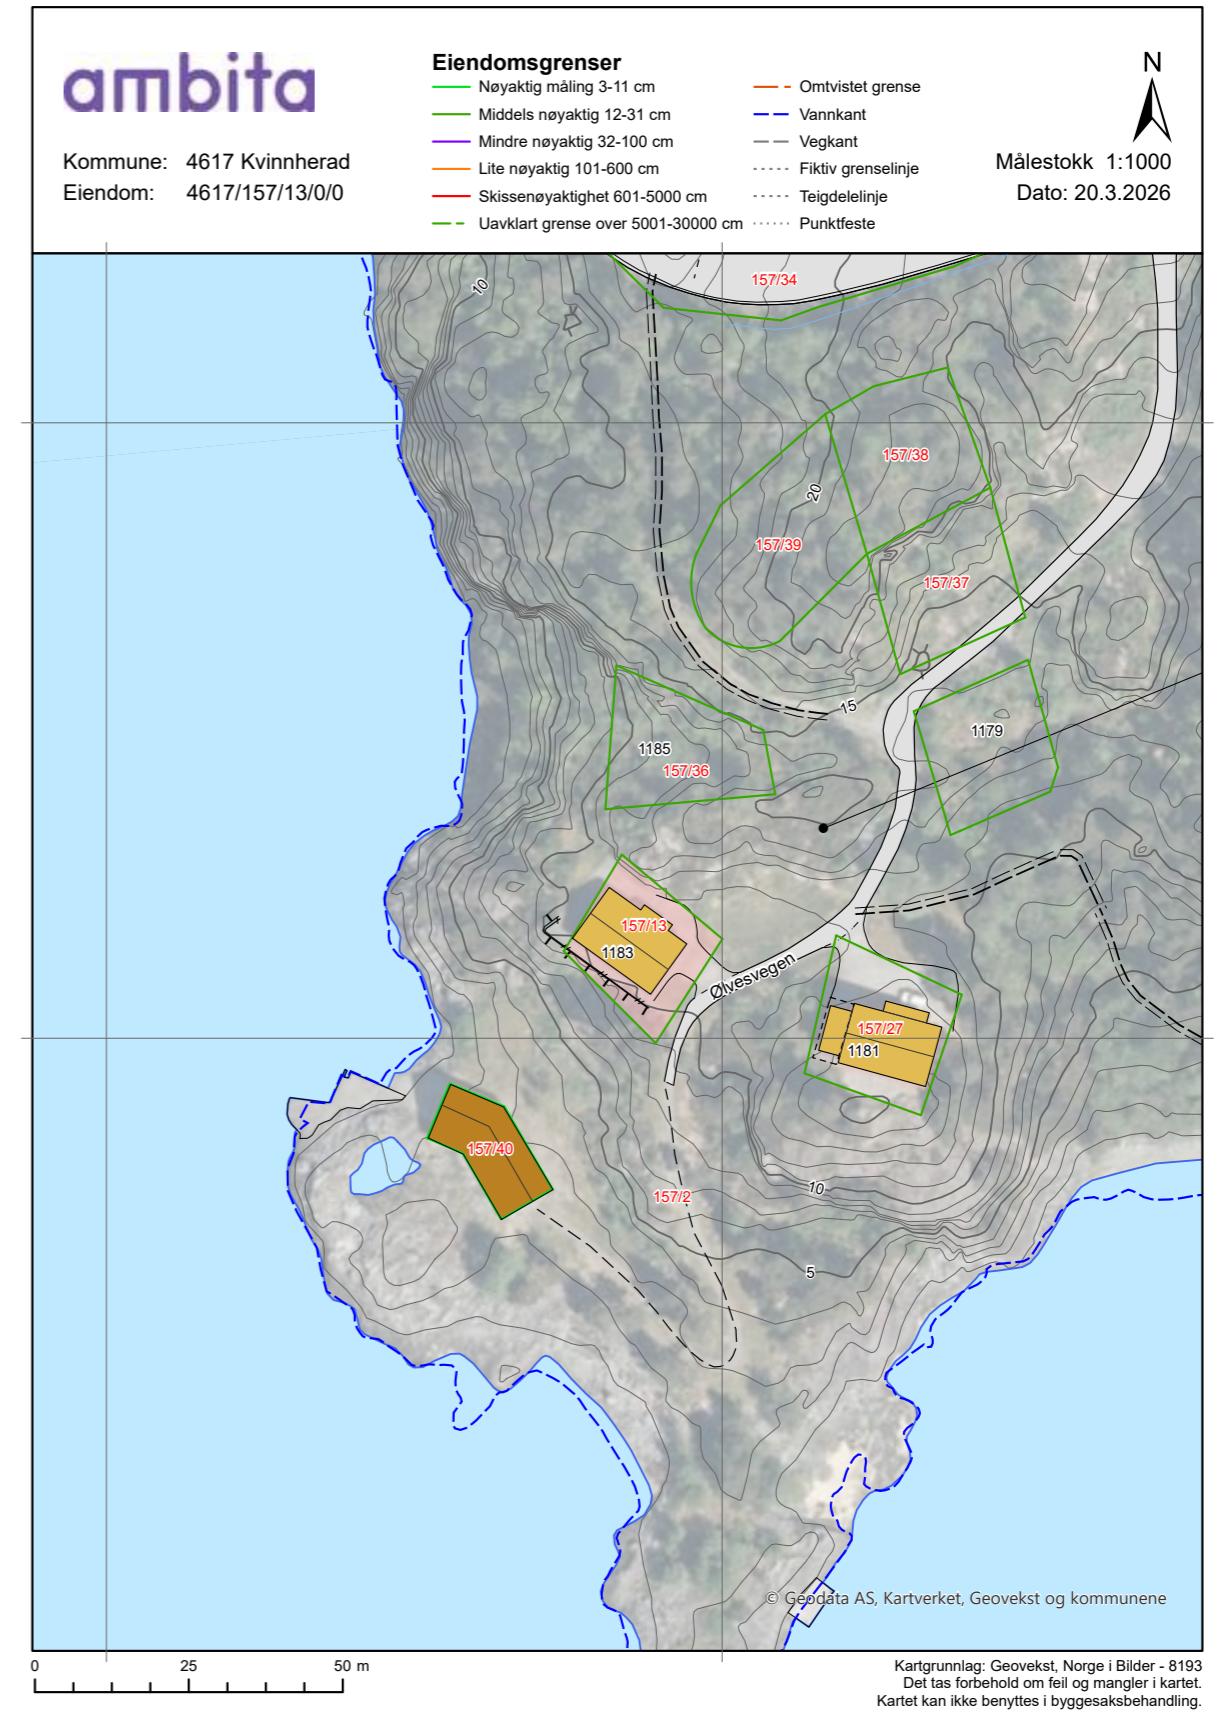 ambita
Kommune: 4617 Kvinnherad
Eiendom: 4617/157/13/0/0
Eiendomsgrenser
Nøyaktig måling 3-11 cm
Middels nøyaktig 12-31 cm
Mindre nøyaktig 32-100 cm
Lite nøyaktig 101-600 cm
Skissenøyaktighet 601-5000 cm
Uavklart grense over 5001-30000 cm
Omtvistet grense
Vannkant
Vegkant
Fiktiv grenselinje
Teigdelelinje
Punktfeste
N
Målestokk 1:1000
Dato: 20.3.2026
157/34
10
157/38
20
157/39
157/37
15
1179
1185
157/36
157/13
1183
Ølvesvegen
157/27
1181
157/40
157/2
10
5
© Geodata AS, Kartverket, Geovekst og kommunene
0 25 50 m
Kartgrunnlag: Geovekst, Norge i Bilder - 8193
Det tas forbehold om feil og mangler i kartet.
Kartet kan ikke benyttes i byggesaksbehandling.